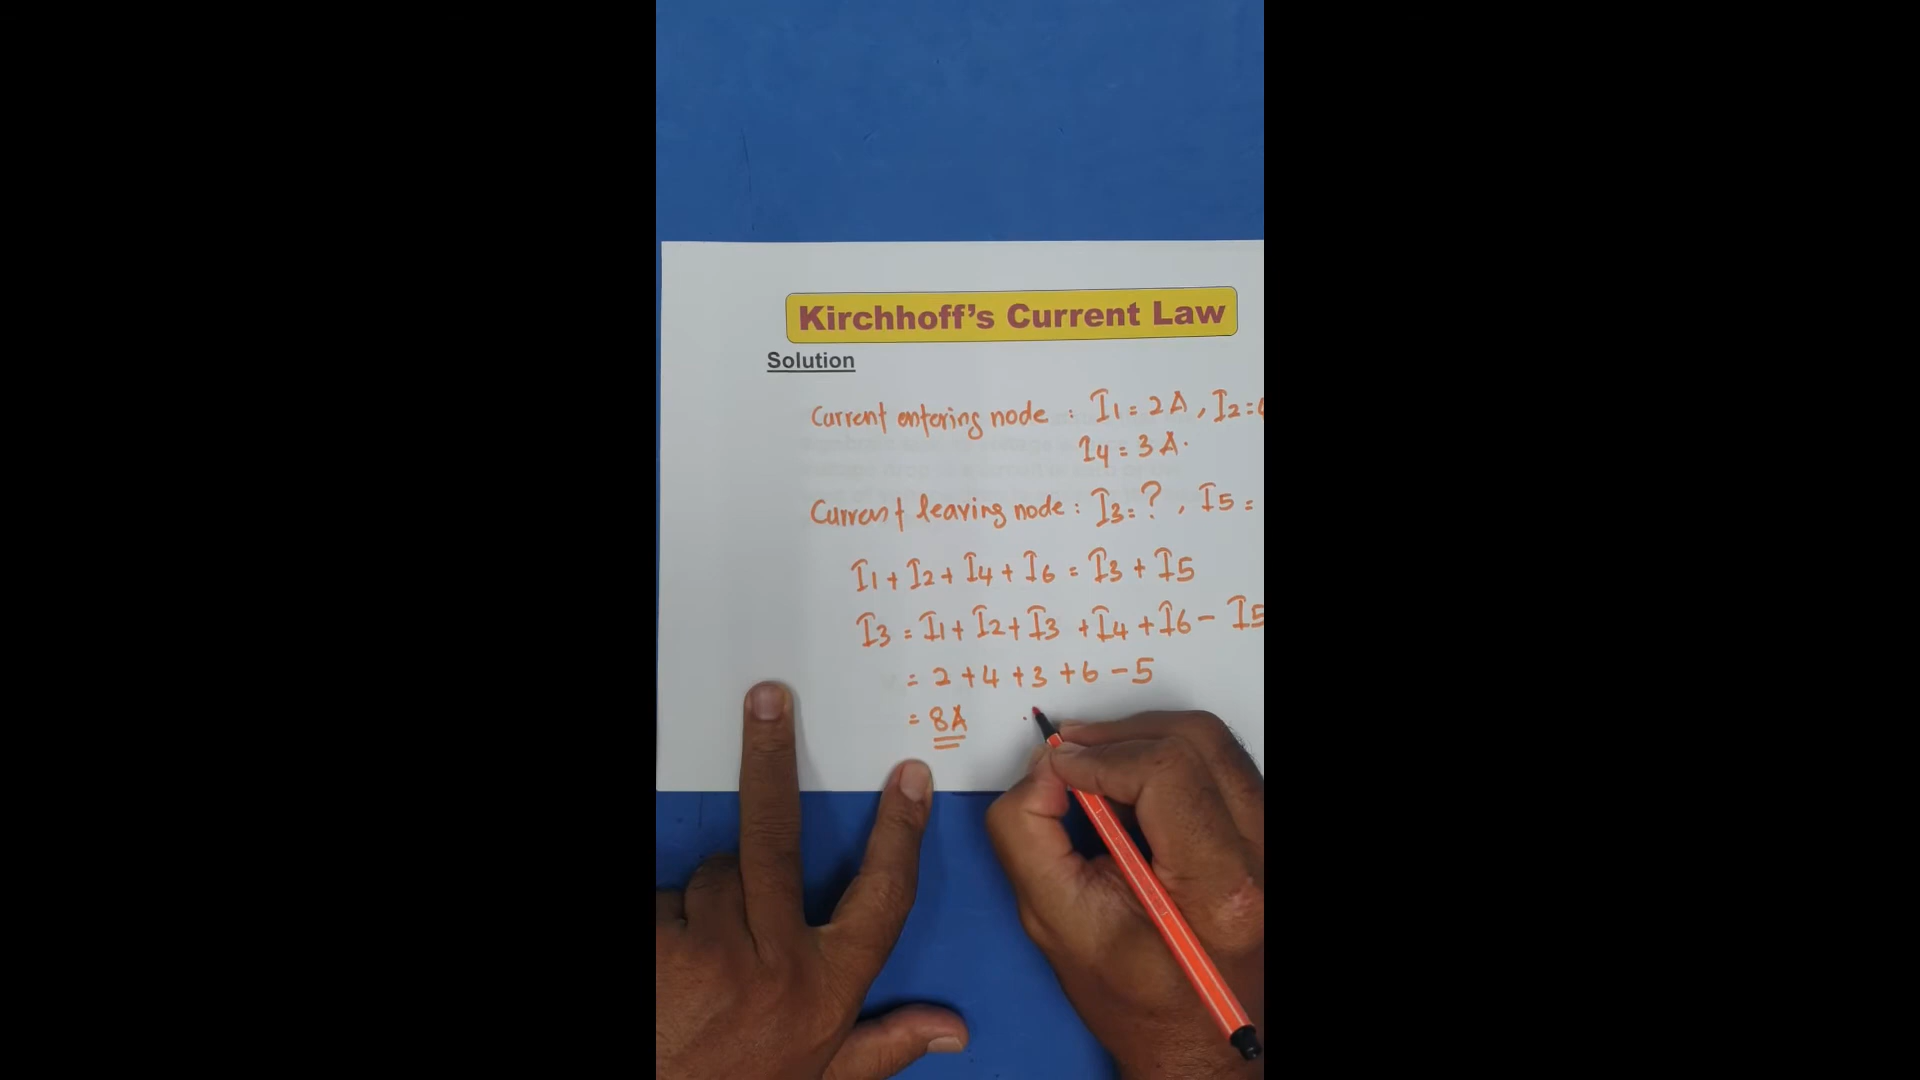 Kirchhoff's Current Law
Solution
Current entering node : I1 = 2A , I2 =
I4 = 3A.
Current leaving node : I3 = ? , I5 =
I1 + I2 + I4 + I6 = I3 + I5
I3 = I1 + I2 + I3 + I4 + I6 - I5
= 2 + 4 + 3 + 6 - 5
= 8A